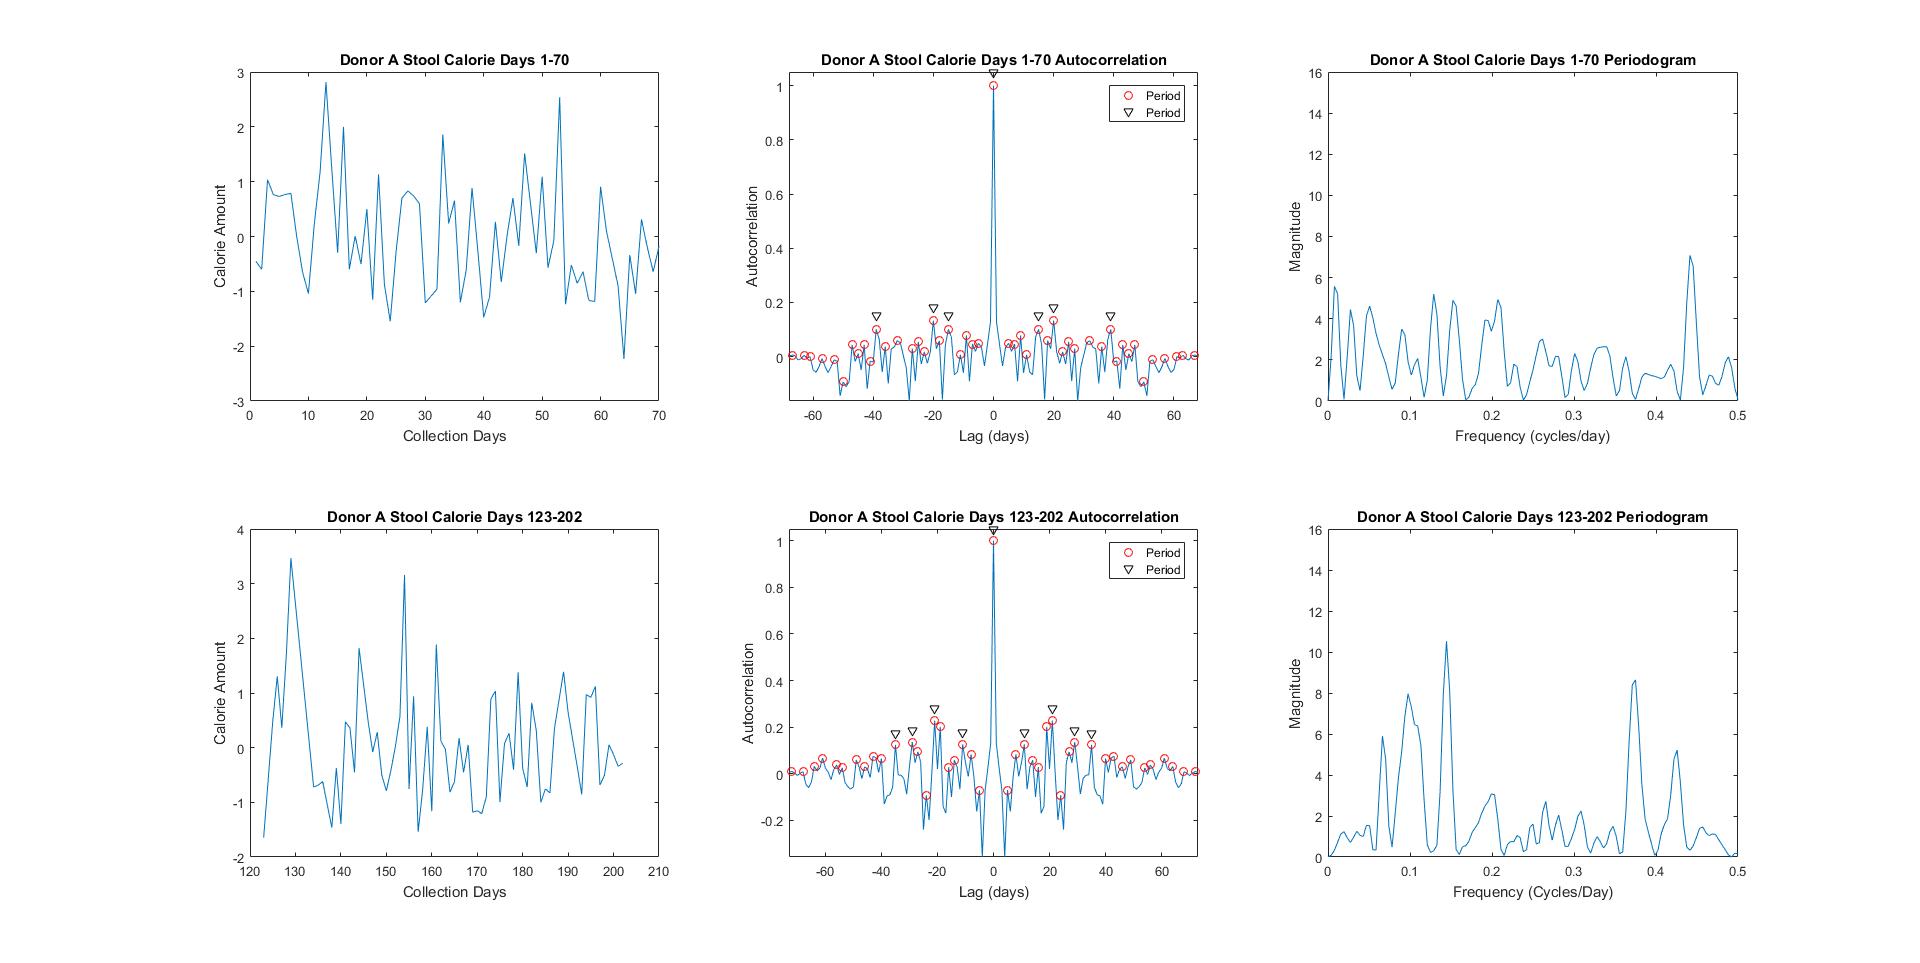 Donor A Stool Calorie Days 1-70
3
2
1
0
-1
-2
-3
0 10 20 30 40 50 60 70
Calorie Amount
Collection Days
Donor A Stool Calorie Days 1-70 Autocorrelation
1
0.8
0.6
0.4
0.2
0
-60 -40 -20 0 20 40 60
Autocorrelation
Lag (days)
Period
Period
Donor A Stool Calorie Days 1-70 Periodogram
16
14
12
10
8
6
4
2
0
0 0.1 0.2 0.3 0.4 0.5
Magnitude
Frequency (cycles/day)
Donor A Stool Calorie Days 123-202
4
3
2
1
0
-1
-2
120 130 140 150 160 170 180 190 200 210
Calorie Amount
Collection Days
Donor A Stool Calorie Days 123-202 Autocorrelation
1
0.8
0.6
0.4
0.2
0
-0.2
-60 -40 -20 0 20 40 60
Autocorrelation
Lag (days)
Period
Period
Donor A Stool Calorie Days 123-202 Periodogram
16
14
12
10
8
6
4
2
0
0 0.1 0.2 0.3 0.4 0.5
Magnitude
Frequency (Cycles/Day)